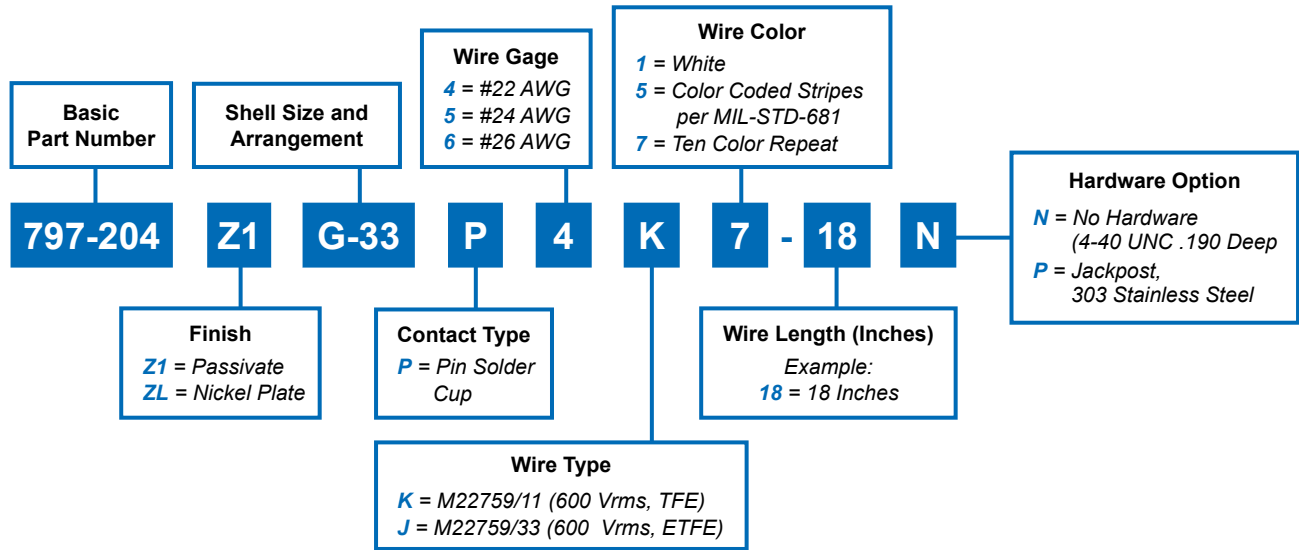 Basic
Part Number
Shell Size and
Arrangement
Wire Gage
4 = #22 AWG
5 = #24 AWG
6 = #26 AWG
Wire Color
1 = White
5 = Color Coded Stripes
per MIL-STD-681
7 = Ten Color Repeat
797-204 Z1 G-33 P 4 K 7 - 18 N
Hardware Option
N = No Hardware
(4-40 UNC .190 Deep
P = Jackpost,
303 Stainless Steel
Finish
Z1 = Passivate
ZL = Nickel Plate
Contact Type
P = Pin Solder
Cup
Wire Length (Inches)
Example:
18 = 18 Inches
Wire Type
K = M22759/11 (600 Vrms, TFE)
J = M22759/33 (600 Vrms, ETFE)